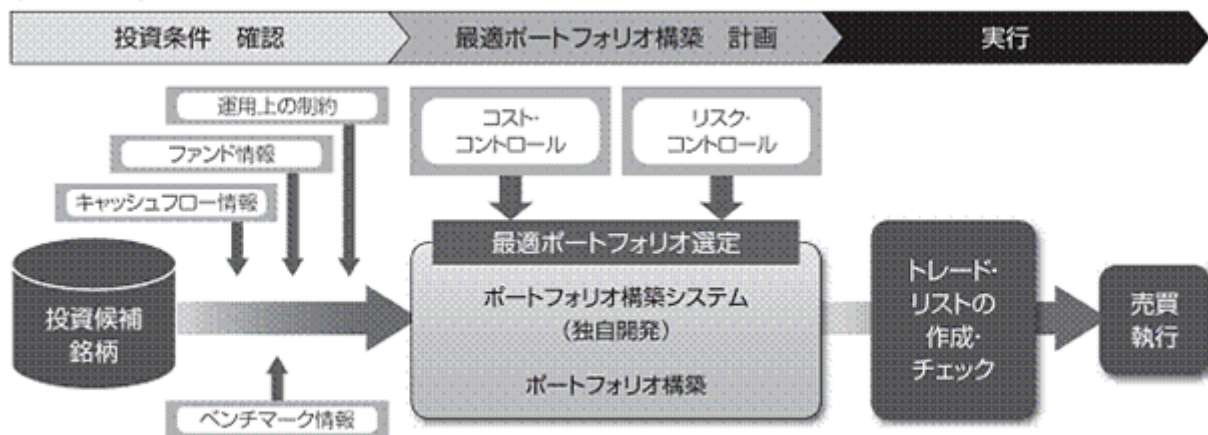 投資条件 確認
最適ポートフォリオ構築 計画
実行
運用上の制約
ファンド情報
キャッシュフロー情報
投資候補
銘柄
ベンチマーク情報
コスト・
コントロール
リスク・
コントロール
最適ポートフォリオ選定
ポートフォリオ構築システム
（独自開発）
ポートフォリオ構築
トレード・
リストの
作成・
チェック
売買
執行